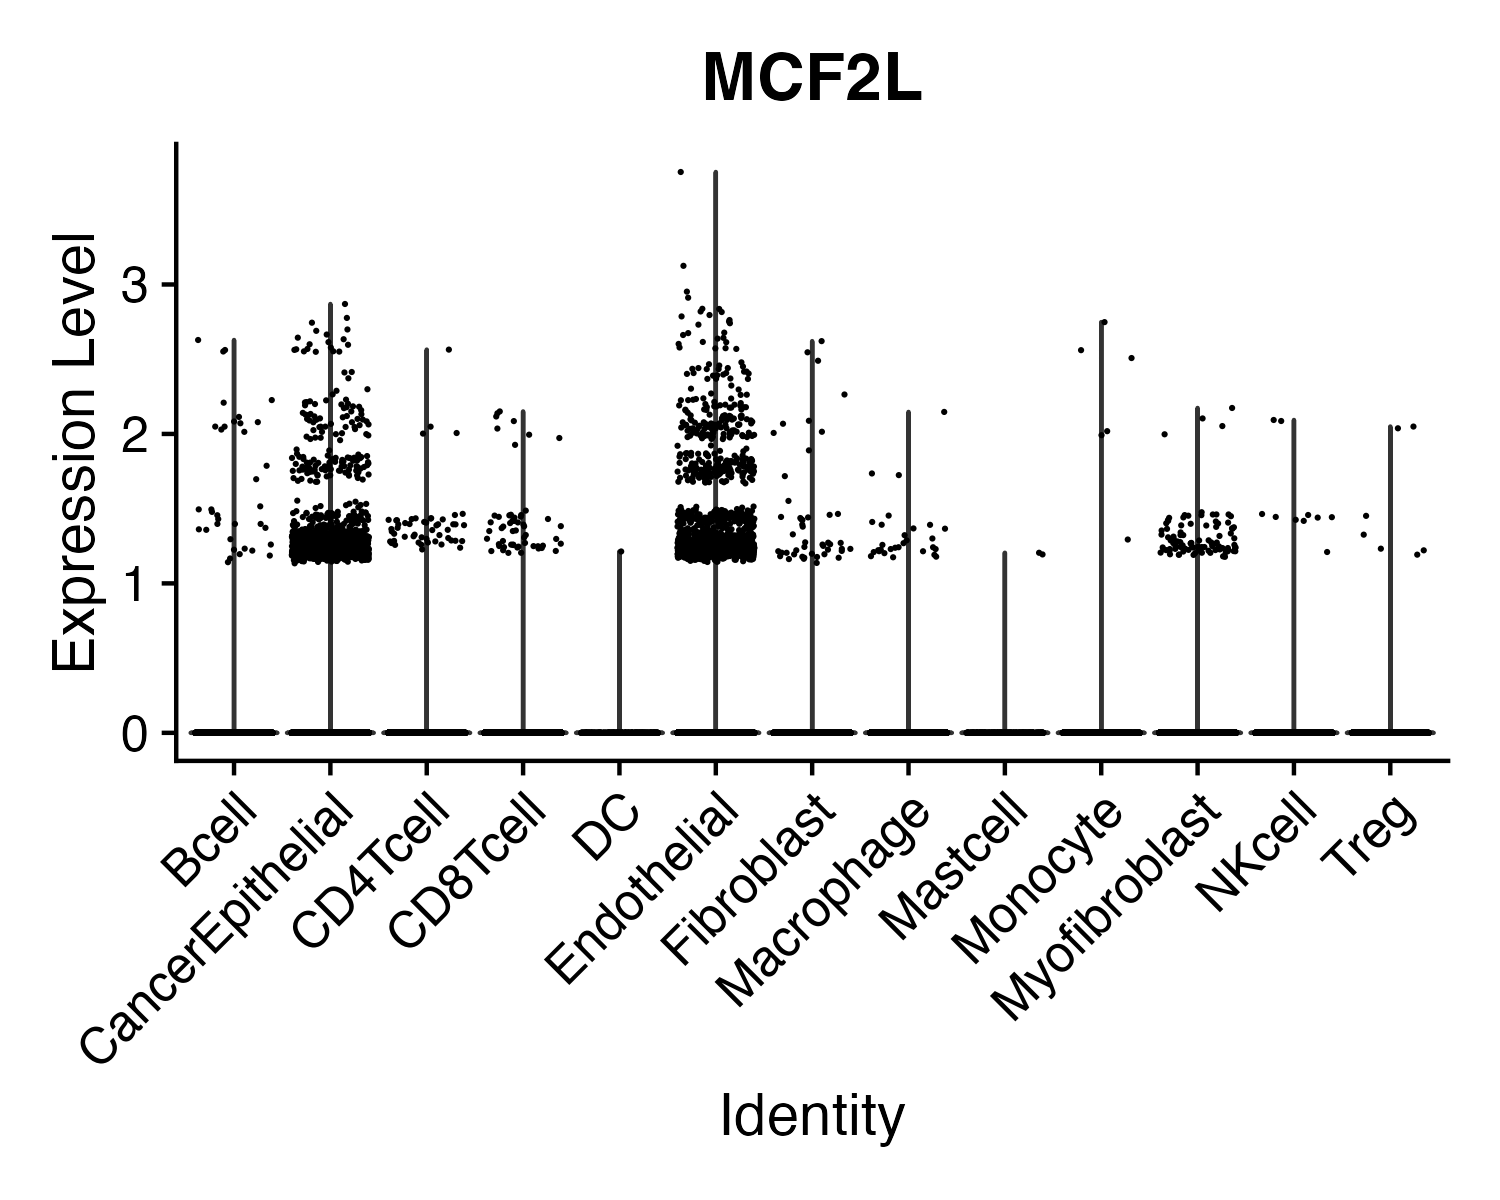 MCF2L
Expression Level
3
2
1
0
Bcell
CancerEpithelial
CD4Tcell
CD8Tcell
DC
Endothelial
Fibroblast
Macrophage
Mastcell
Monocyte
Myofibroblast
NKcell
Treg
Identity